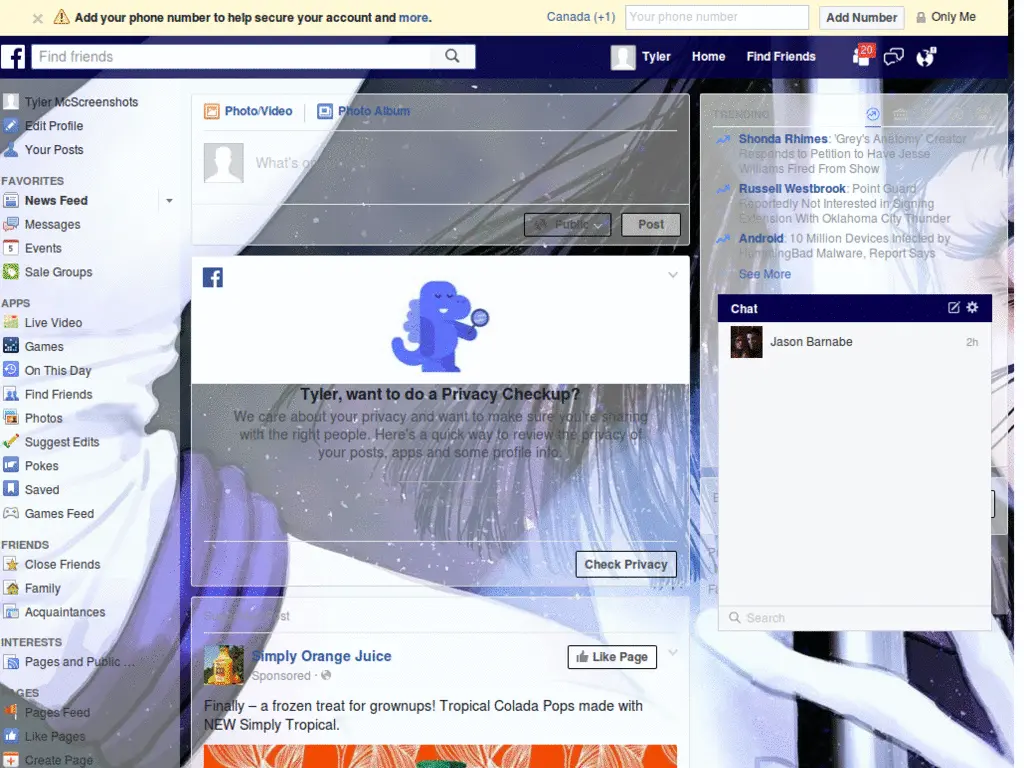 Add your phone number to help secure your account and more.
Canada (+1)
Your phone number
Add Number
Only Me
Find friends
Tyler
Home
Find Friends
20
Tyler McScreenshots
Edit Profile
Your Posts
FAVORITES
News Feed
Messages
5
Events
Sale Groups
APPS
Live Video
Games
On This Day
Find Friends
Photos
Suggest Edits
Pokes
Saved
Games Feed
FRIENDS
Close Friends
Family
Acquaintances
INTERESTS
Pages and Public ...
PAGES
Pages Feed
Like Pages
Create Page
Photo/Video
Photo Album
What's
Public
Post
Tyler, want to do a Privacy Checkup?
We care about your privacy and want to make sure you're sharing
with the right people. Here's a quick way to review the privacy of
your posts, apps and some profile info.
Check Privacy
Simply Orange Juice
Sponsored ·
Like Page
Finally – a frozen treat for grownups! Tropical Colada Pops made with
NEW Simply Tropical.
TRENDING
Shonda Rhimes: 'Grey's Anatomy' Creator
Responds to Petition to Have Jesse
Williams Fired From Show
Russell Westbrook: Point Guard
Reportedly Not Interested in Signing
Extension With Oklahoma City Thunder
Android: 10 Million Devices Infected by
HummingBad Malware, Report Says
See More
Chat
Jason Barnabe
2h
Search